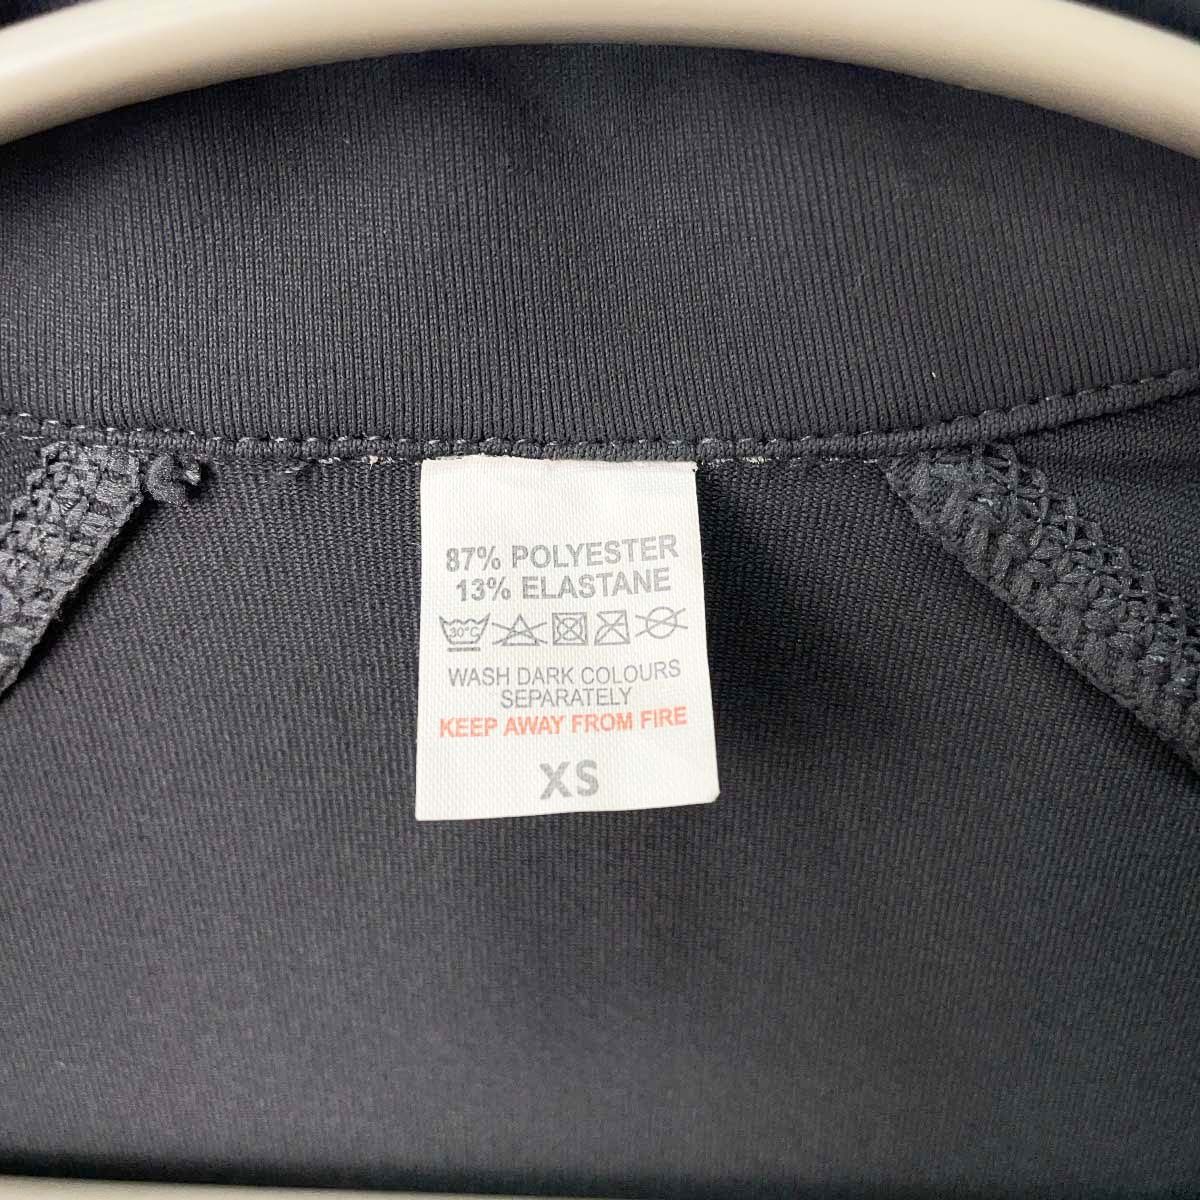 87% POLYESTER
13% ELASTANE
30°C
WASH DARK COLOURS
SEPARATELY
KEEP AWAY FROM FIRE
XS